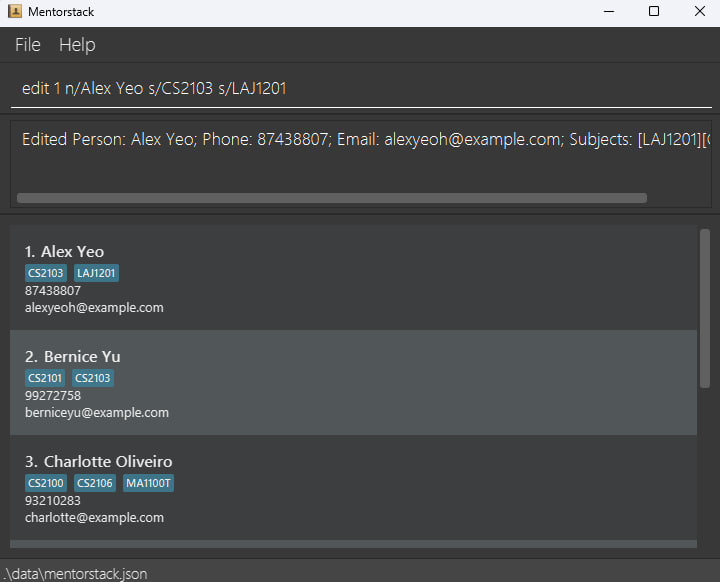 Mentorstack
File Help
edit 1 n/Alex Yeo s/CS2103 s/LAJ1201
Edited Person: Alex Yeo; Phone: 87438807; Email: alexyeoh@example.com; Subjects: [LAJ1201][
1. Alex Yeo
CS2103 LAJ1201
87438807
alexyeoh@example.com
2. Bernice Yu
CS2101 CS2103
99272758
berniceyu@example.com
3. Charlotte Oliveiro
CS2100 CS2106 MA1100T
93210283
charlotte@example.com
.\data\mentorstack.json